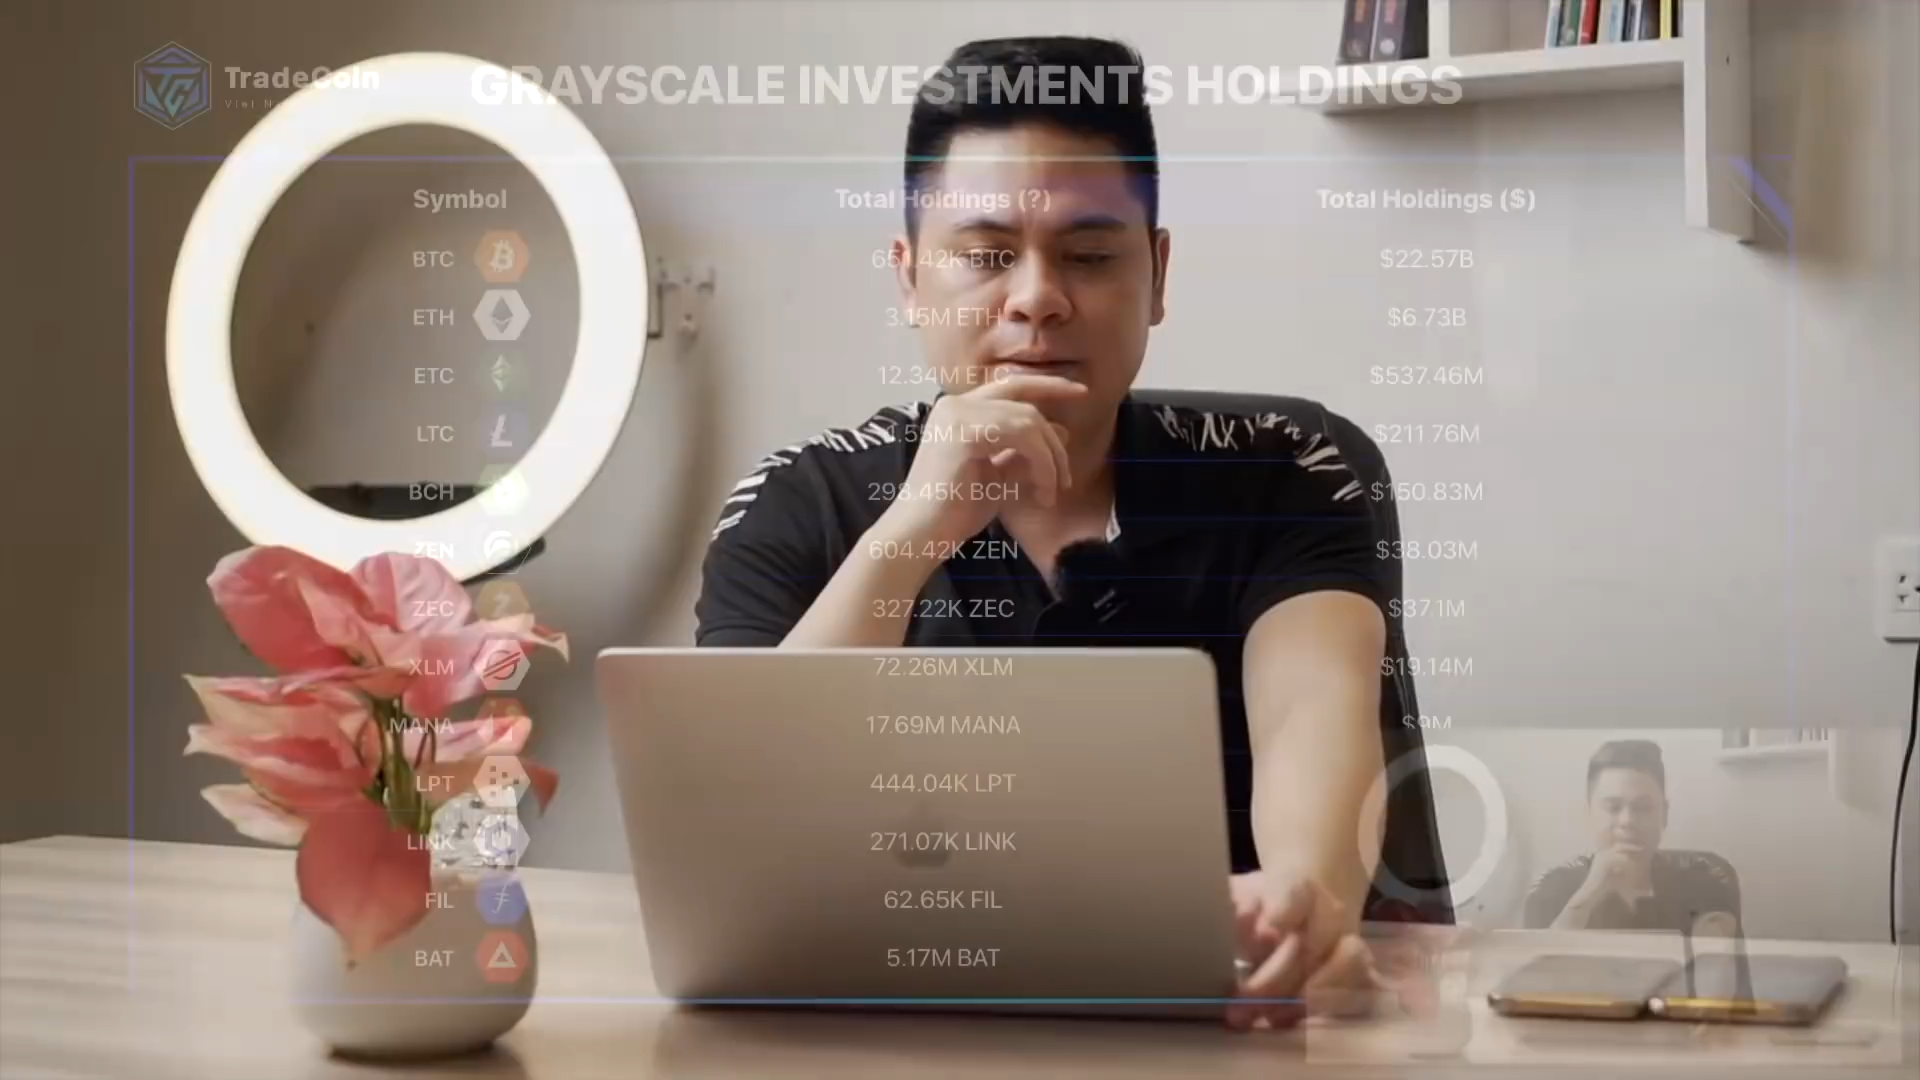 TradeCoin
GRAYSCALE INVESTMENTS HOLDINGS
Symbol Total Holdings (?) Total Holdings ($)
BTC BTC $22.57B
ETH 3.15M ETH $6.73B
ETC 12.34M ETC $537.46M
LTC LTC $211.76M
BCH 298.45K BCH $150.83M
ZEN 604.42K ZEN $38.03M
ZEC 327.22K ZEC $37.1M
XLM 72.26M XLM $19.14M
MANA 17.69M MANA $9M
LPT 444.04K LPT
LINK 271.07K LINK
FIL 62.65K FIL
BAT 5.17M BAT